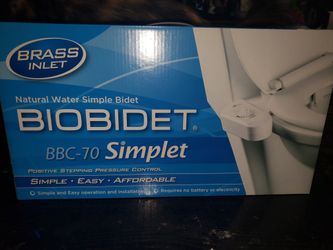 BRASS
INLET
Natural Water Simple Bidet
BIOBIDET®
BBC-70 Simplet
POSITIVE STEPPING PRESSURE CONTROL
SIMPLE • EASY • AFFORDABLE
• Simple and Easy operation and installation • Requires no battery or electricity